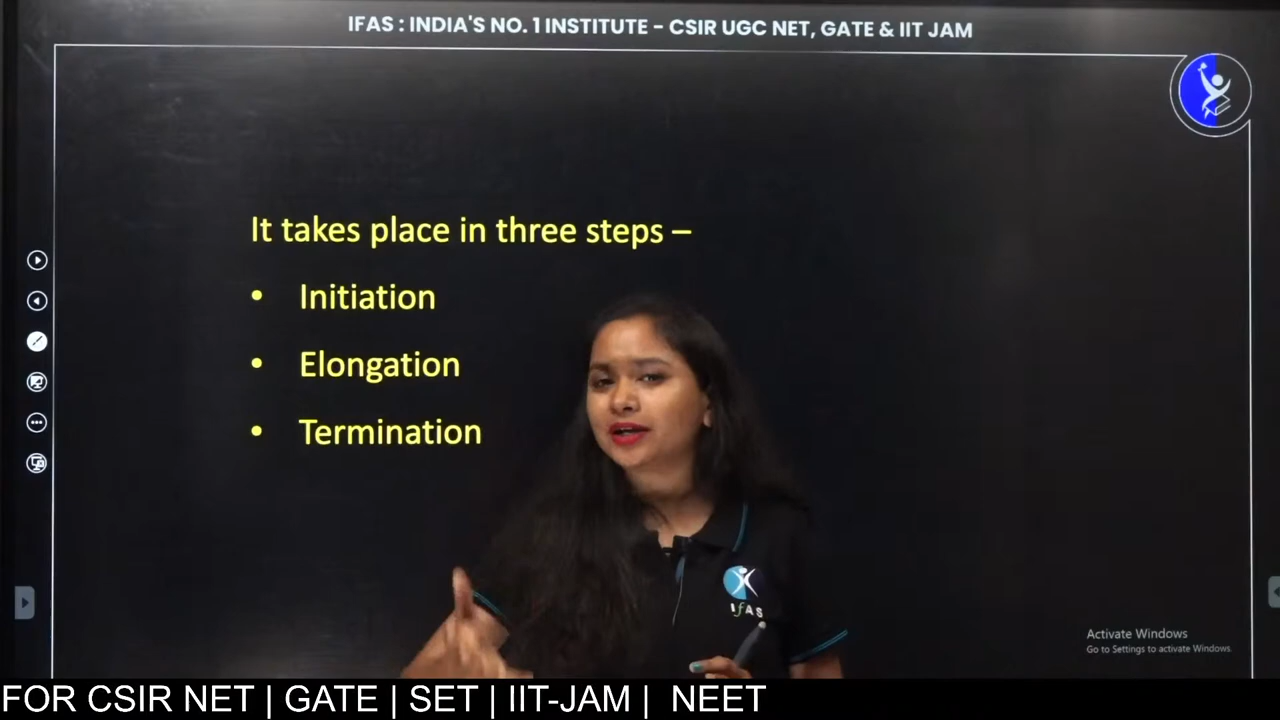 IFAS : INDIA'S NO. 1 INSTITUTE – CSIR UGC NET, GATE & IIT JAM
It takes place in three steps –
• Initiation
• Elongation
• Termination
IfAS
Activate Windows
Go to Settings to activate Windows.
FOR CSIR NET | GATE | SET | IIT-JAM | NEET